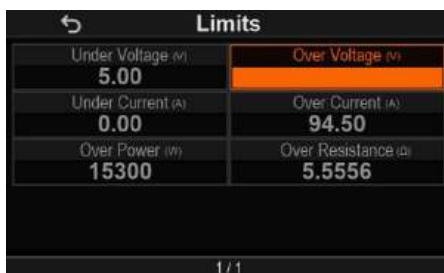 Limits
Under Voltage (V)
Over Voltage (V)
5.00
Under Current (A)
Over Current (A)
0.00
94.50
Over Power (W)
Over Resistance (Ω)
15300
5.5556
1/1